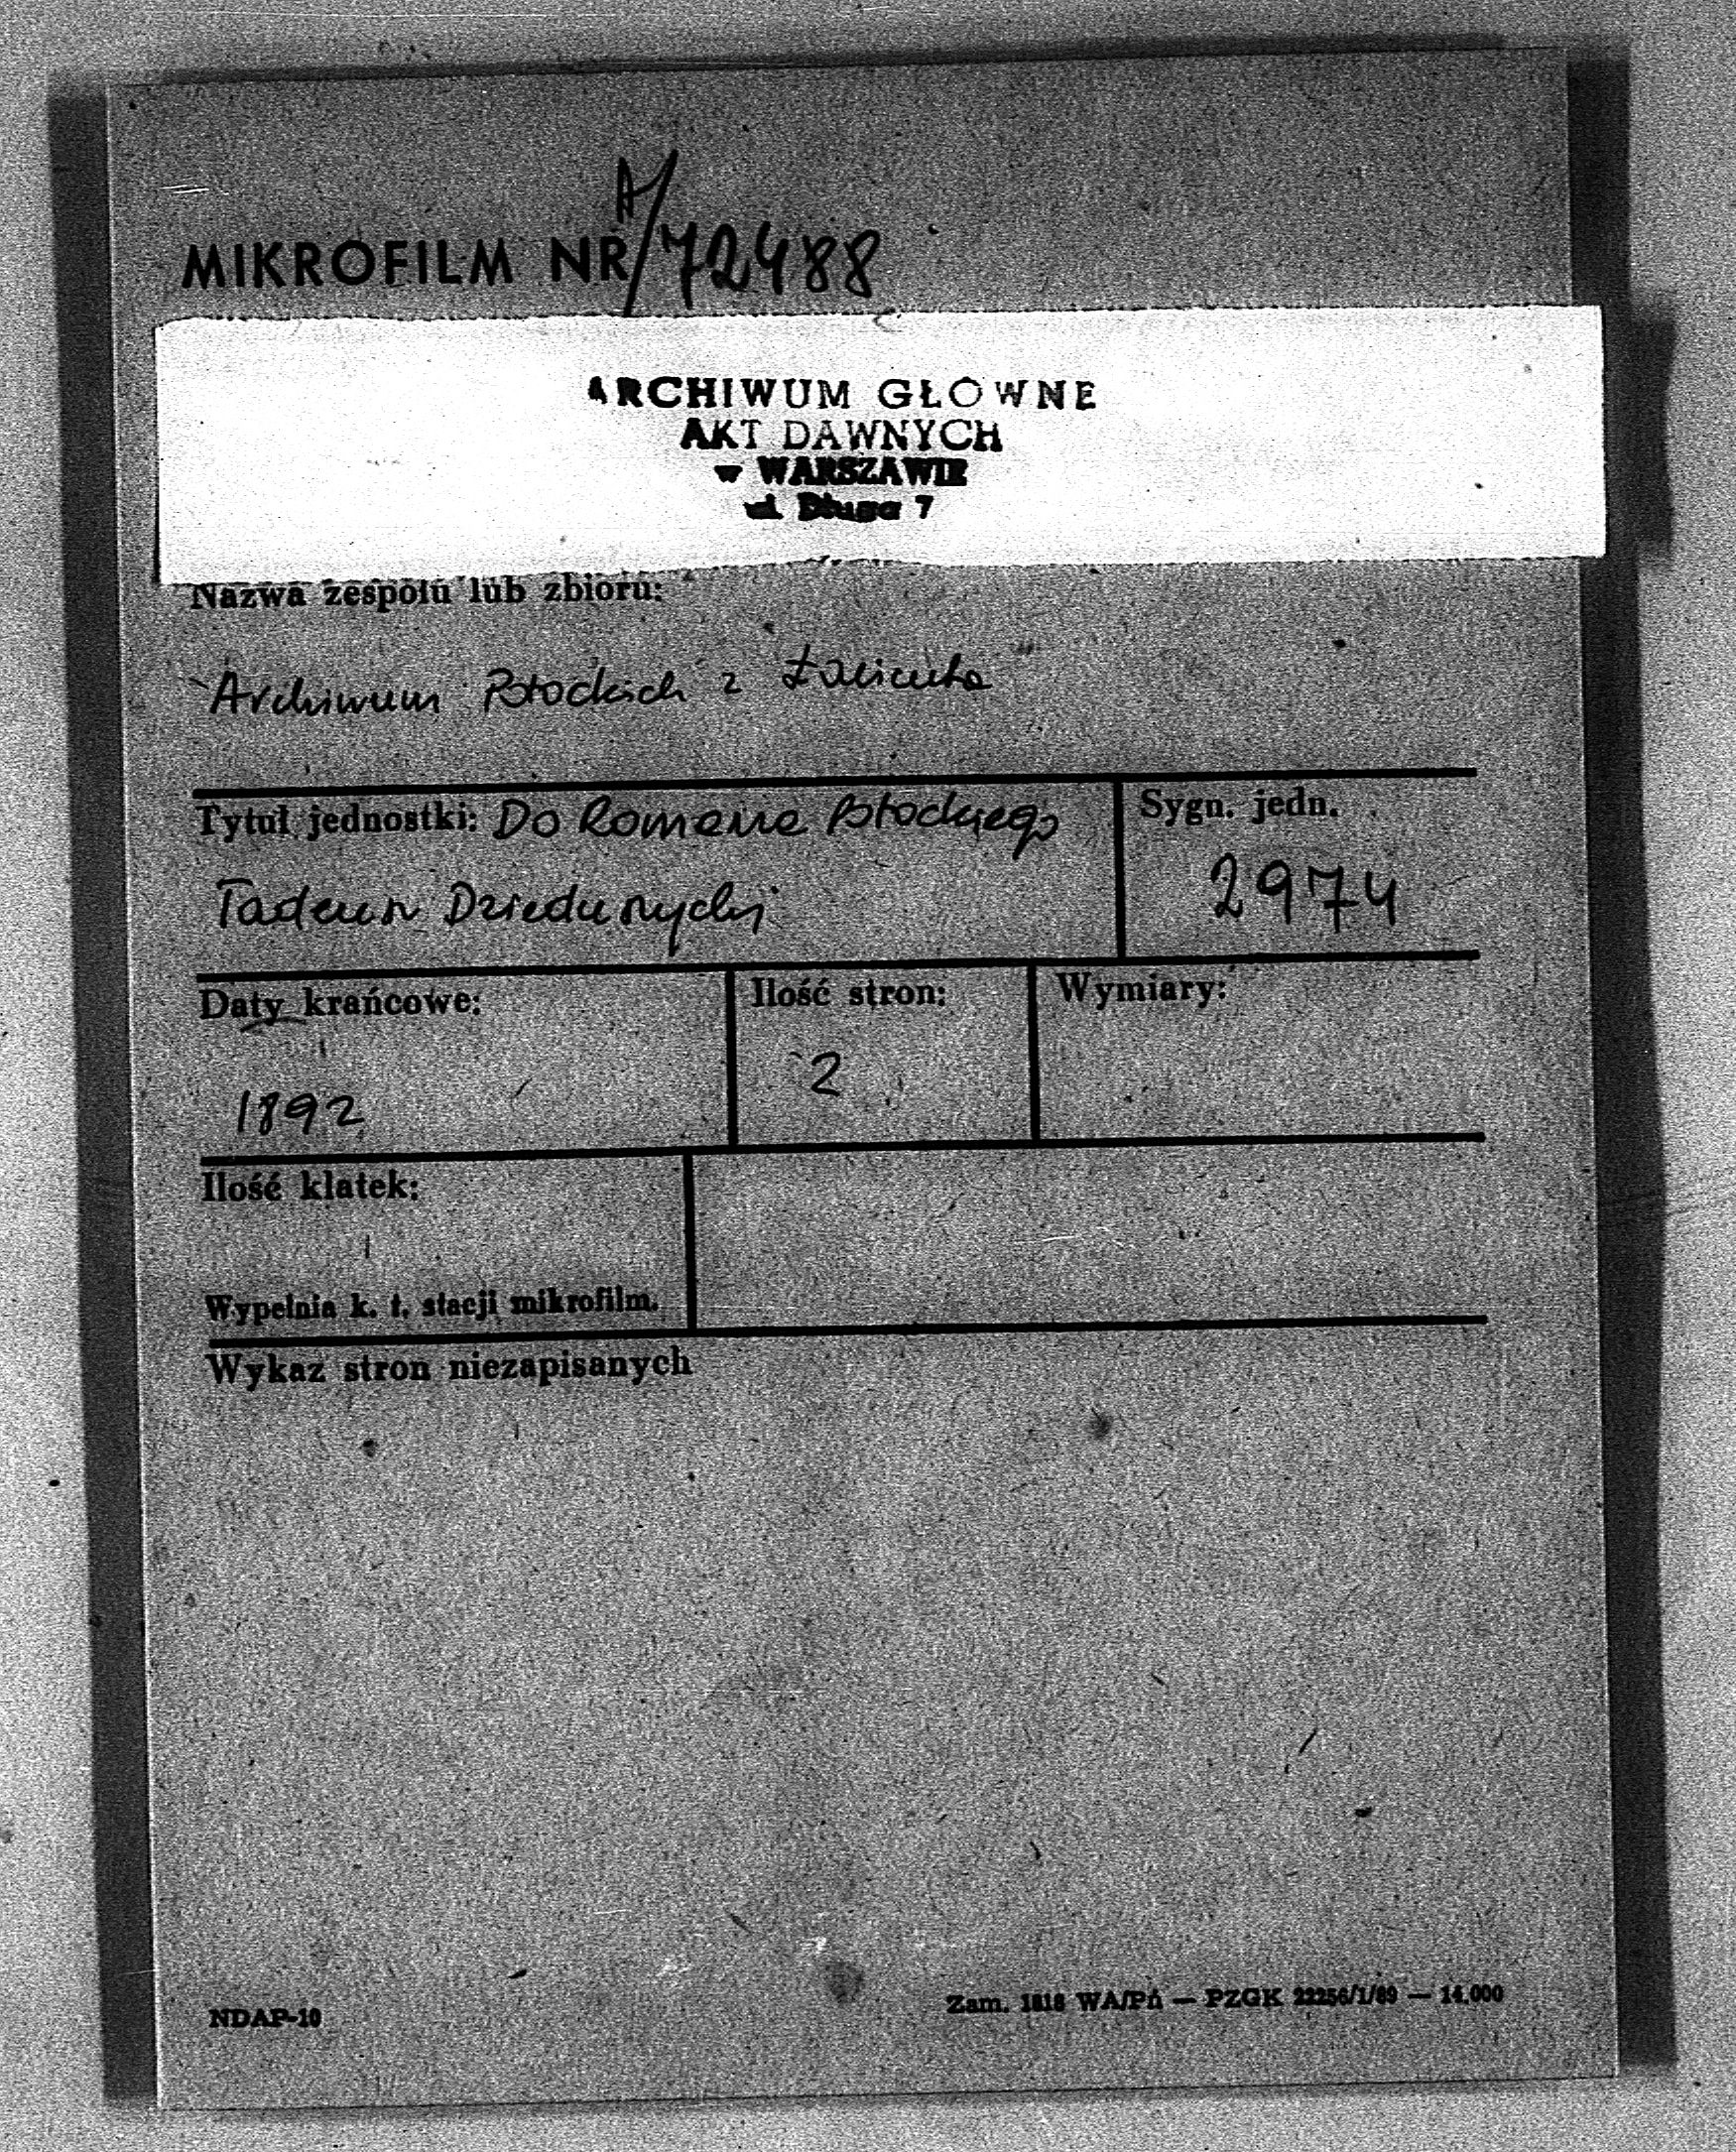 MIKROFILM NR A/72488
ARCHIWUM GŁÓWNE
AKT DAWNYCH
w WARSZAWIE
ul. Długa 7
Nazwa zespołu lub zbioru:
Archiwum Potockich z Łańcuta
Tytuł jednostki: Do Romana Potockiego
Tadeusz Dzieduszycki
Sygn. jedn.
2974
Daty krańcowe:
1892
Ilość stron:
2
Wymiary:
Ilość klatek:
Wypełnia k. t. stacji mikrofilm.
Wykaz stron niezapisanych
NDAP-10
Zam. 1818 WA/PA — PZGK 22256/1/89 — 14.000